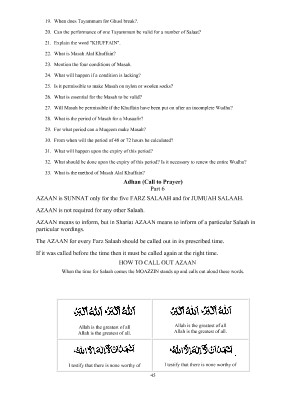 19. When does Tayammum for Ghusl break?.
20. Can the performance of one Tayammum be valid for a number of Salaat?
21. Explain the word "KHUFFAIN".
22. What is Masah Alal Khuffain?
23. Mention the four conditions of Masah.
24. What will happen if a condition is lacking?
25. Is it permissible to make Masah on nylon or woolen socks?
26. What is essential for the Masah to be valid?
27. Will Masah be permissible if the Khuffain have been put on after an incomplete Wudhu?
28. What is the period of Masah for a Musaafir?
29. For what period can a Muqeem make Masah?
30. From when will the period of 48 or 72 hours be calculated?
31. What will happen upon the expiry of this period?
32. What should be done upon the expiry of this period? Is it necessary to renew the entire Wudhu?
33. What is the method of Masah Alal Khuffain?
Adhan (Call to Prayer)
Part 6
AZAAN is SUNNAT only for the five FARZ SALAAH and for JUMUAH SALAAH.
AZAAN is not required for any other Salaah.
AZAAN means to inform, but in Shariat AZAAN means to inform of a particular Salaah in
particular wordings.
The AZAAN for every Farz Salaah should be called out in its prescribed time.
If it was called before the time then it must be called again at the right time.
HOW TO CALL OUT AZAAN
When the time for Salaah comes the MOAZZIN stands up and calls out aloud these words.
اَللهُ اَكْبَرُ اَللهُ اَكْبَرُ
Allah is the greatest of all
Allah is the greatest of all.
اَللهُ اَكْبَرُ اَللهُ اَكْبَرُ
Allah is the greatest of all.
Allah is the greatest of all
اَشْهَدُ اَنْ لَّا اِلٰهَ اِلَّا اللهُ
I testify that there is none worthy of
اَشْهَدُ اَنْ لَّا اِلٰهَ اِلَّا اللهُ
I testify that there is none worthy of
45